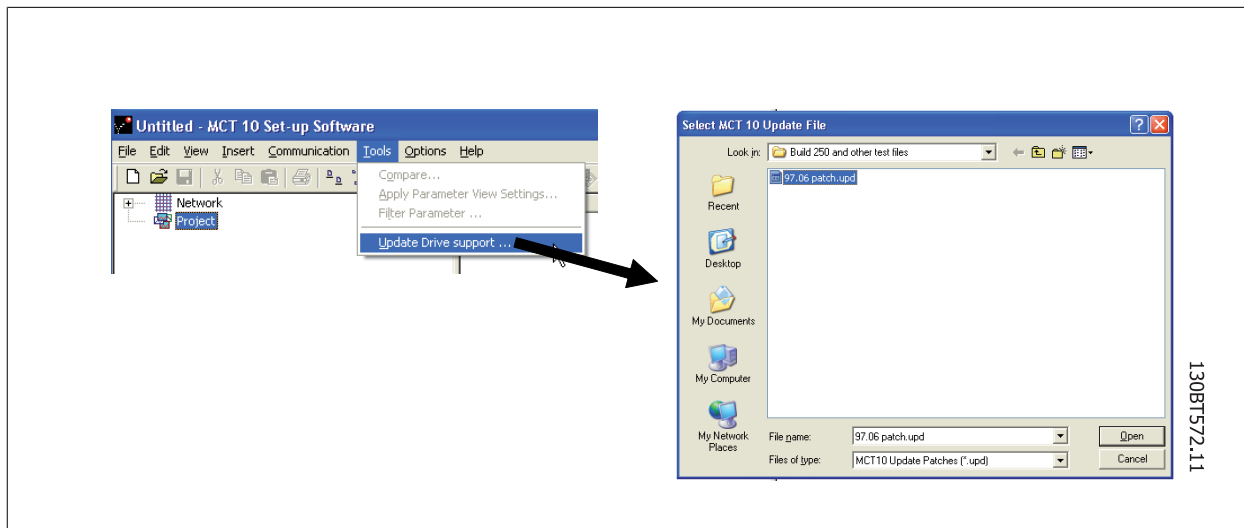 Untitled - MCT 10 Set-up Software
File Edit View Insert Communication Tools Options Help
Compare...
Apply Parameter View Settings...
Filter Parameter ...
Update Drive support ...
Network
Project
Select MCT 10 Update File
Look in: Build 250 and other test files
97.06 patch.upd
Recent
Desktop
My Documents
My Computer
My Network
Places
File name: 97.06 patch.upd Open
Files of type: MCT10 Update Patches (*.upd) Cancel
130BT572.11